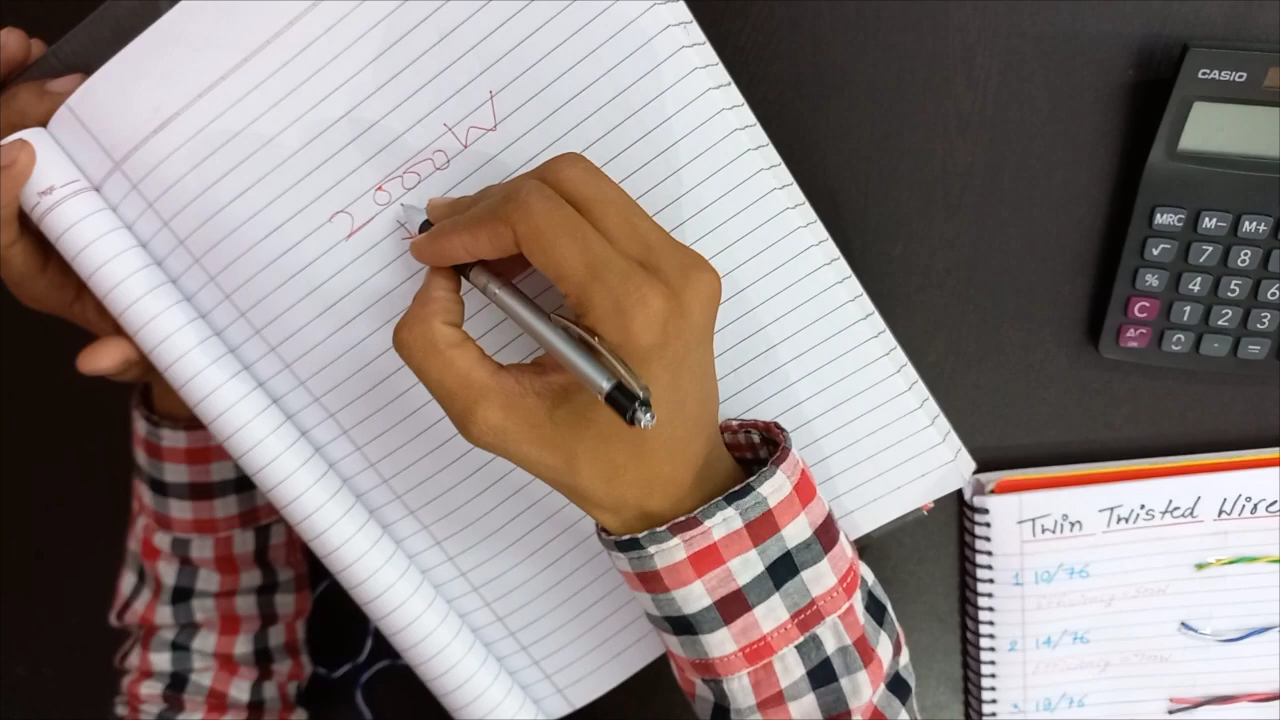 2000W
CASIO
MRC M- M+
√ 7 8
% 4 5 6
C 1 2 3
AC 0 · =
Twin Twisted Wire
1. 10/76
2. 14/76
3. 19/76